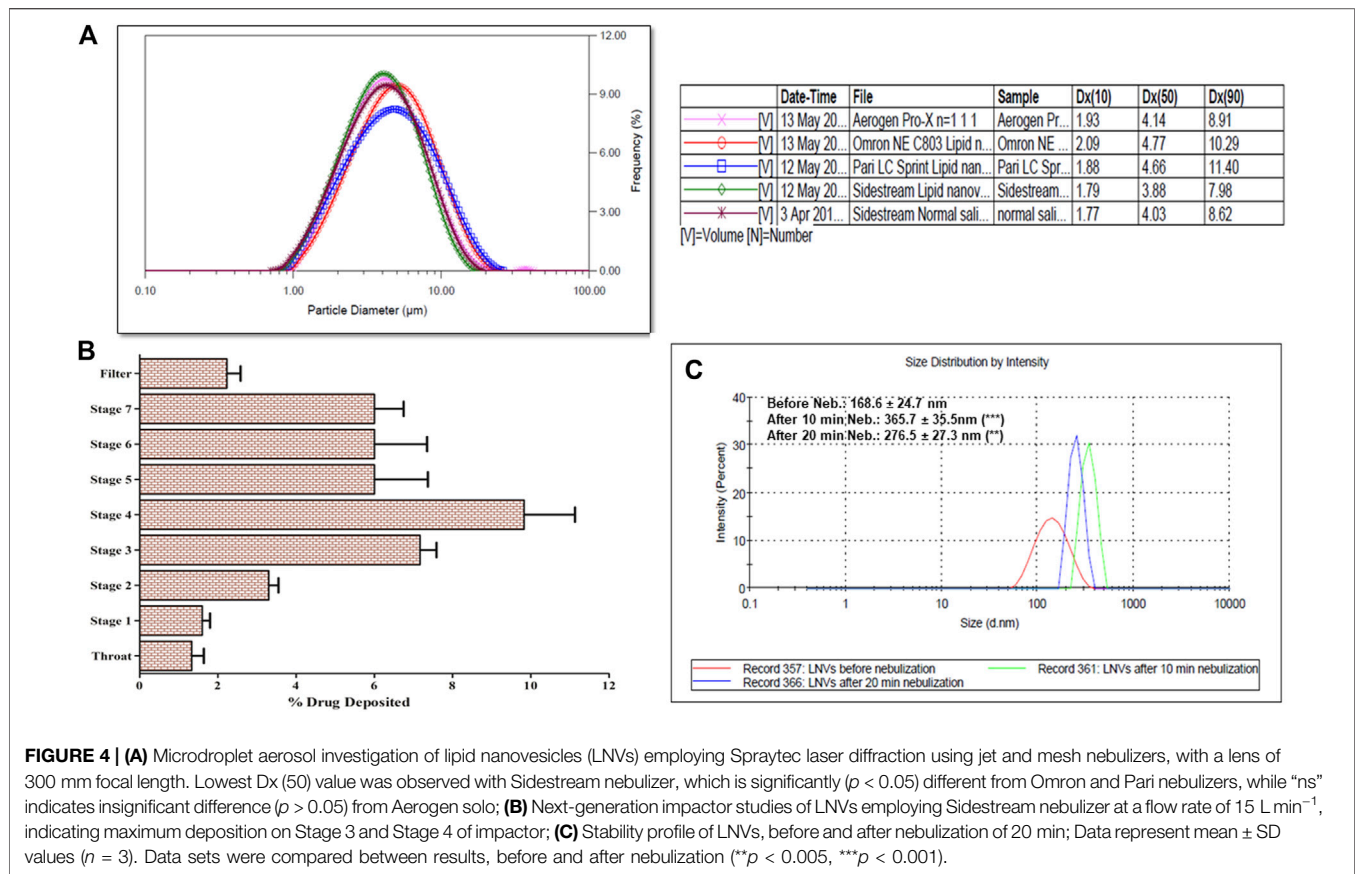 A
12.00
9.00
6.00
3.00
0.00
Frequency (%)
0.10 1.00 10.00 100.00
Particle Diameter (µm)
Date-Time File Sample Dx(10) Dx(50) Dx(90)
[V] 13 May 20... Aerogen Pro-X n=1 1 1 Aerogen Pr... 1.93 4.14 8.91
[V] 13 May 20... Omron NE C803 Lipid n... Omron NE ... 2.09 4.77 10.29
[V] 12 May 20... Pari LC Sprint Lipid nan... Pari LC Spr... 1.88 4.66 11.40
[V] 12 May 20... Sidestream Lipid nanov... Sidestream... 1.79 3.88 7.98
[V] 3 Apr 201... Sidestream Normal sali... normal sali... 1.77 4.03 8.62
[V]=Volume [N]=Number
B
Filter
Stage 7
Stage 6
Stage 5
Stage 4
Stage 3
Stage 2
Stage 1
Throat
0 2 4 6 8 10 12
% Drug Deposited
C
Size Distribution by Intensity
Before Neb.: 168.6 ± 24.7 nm
After 10 min Neb.: 365.7 ± 35.5nm (***)
After 20 min Neb.: 276.5 ± 27.3 nm (**)
40
30
20
10
0
Intensity (Percent)
0.1 1 10 100 1000 10000
Size (d.nm)
Record 357: LNVs before nebulization Record 361: LNVs after 10 min nebulization
Record 366: LNVs after 20 min nebulization
FIGURE 4 | (A) Microdroplet aerosol investigation of lipid nanovesicles (LNVs) employing Spraytec laser diffraction using jet and mesh nebulizers, with a lens of
300 mm focal length. Lowest Dx (50) value was observed with Sidestream nebulizer, which is significantly (p < 0.05) different from Omron and Pari nebulizers, while “ns”
indicates insignificant difference (p > 0.05) from Aerogen solo; (B) Next-generation impactor studies of LNVs employing Sidestream nebulizer at a flow rate of 15 L min⁻¹,
indicating maximum deposition on Stage 3 and Stage 4 of impactor; (C) Stability profile of LNVs, before and after nebulization of 20 min; Data represent mean ± SD
values (n = 3). Data sets were compared between results, before and after nebulization (**p < 0.005, ***p < 0.001).